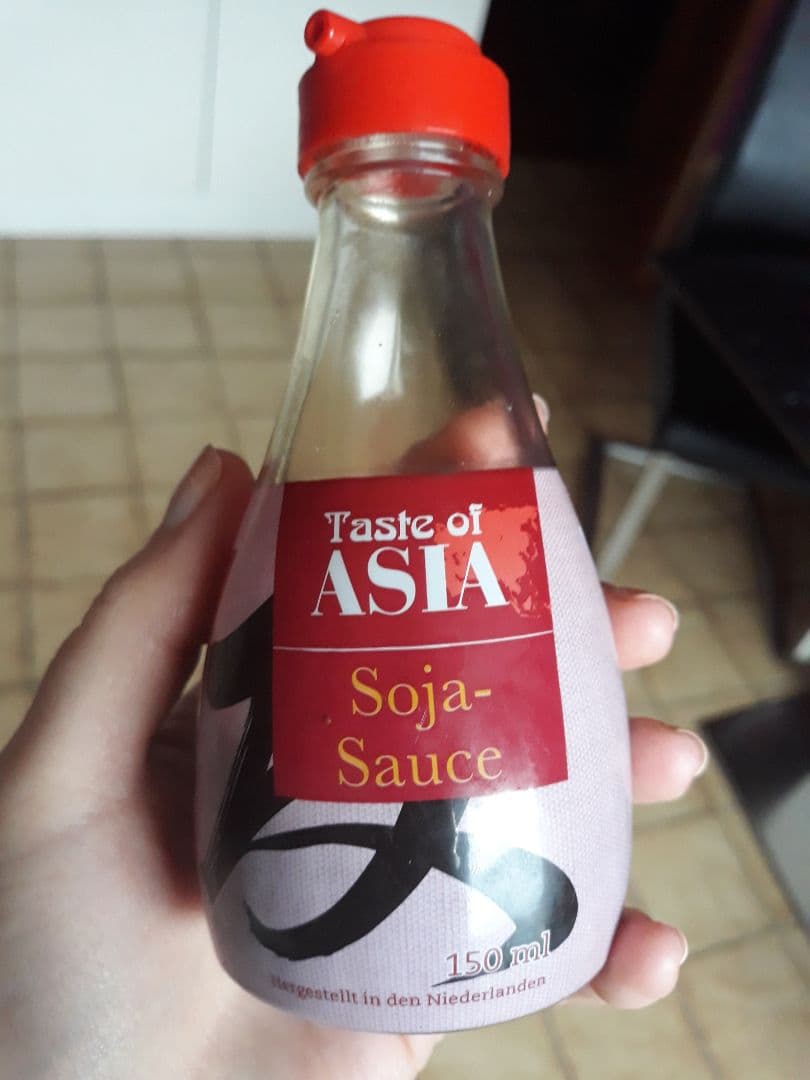 Taste of
ASIA
Soja-
Sauce
150 ml
Hergestellt in den Niederlanden